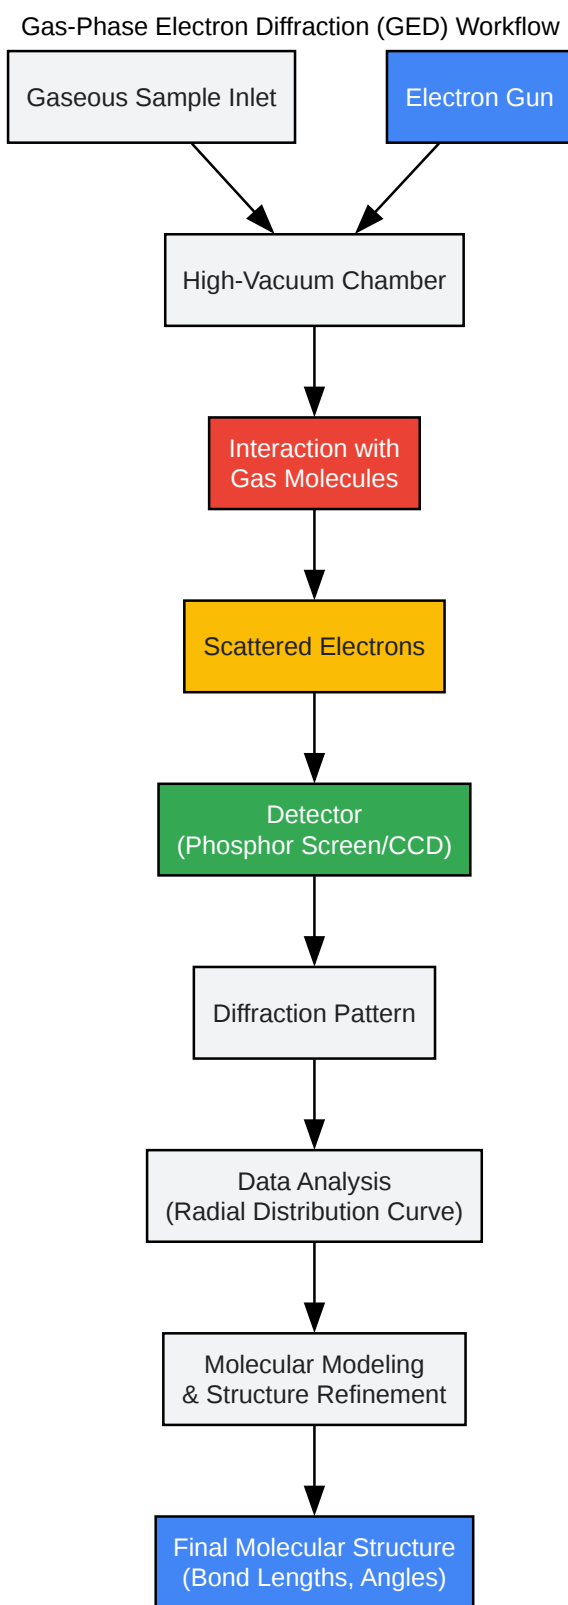 Gas-Phase Electron Diffraction (GED) Workflow
Gaseous Sample Inlet
Electron Gun
High-Vacuum Chamber
Interaction with
Gas Molecules
Scattered Electrons
Detector
(Phosphor Screen/CCD)
Diffraction Pattern
Data Analysis
(Radial Distribution Curve)
Molecular Modeling
& Structure Refinement
Final Molecular Structure
(Bond Lengths, Angles)